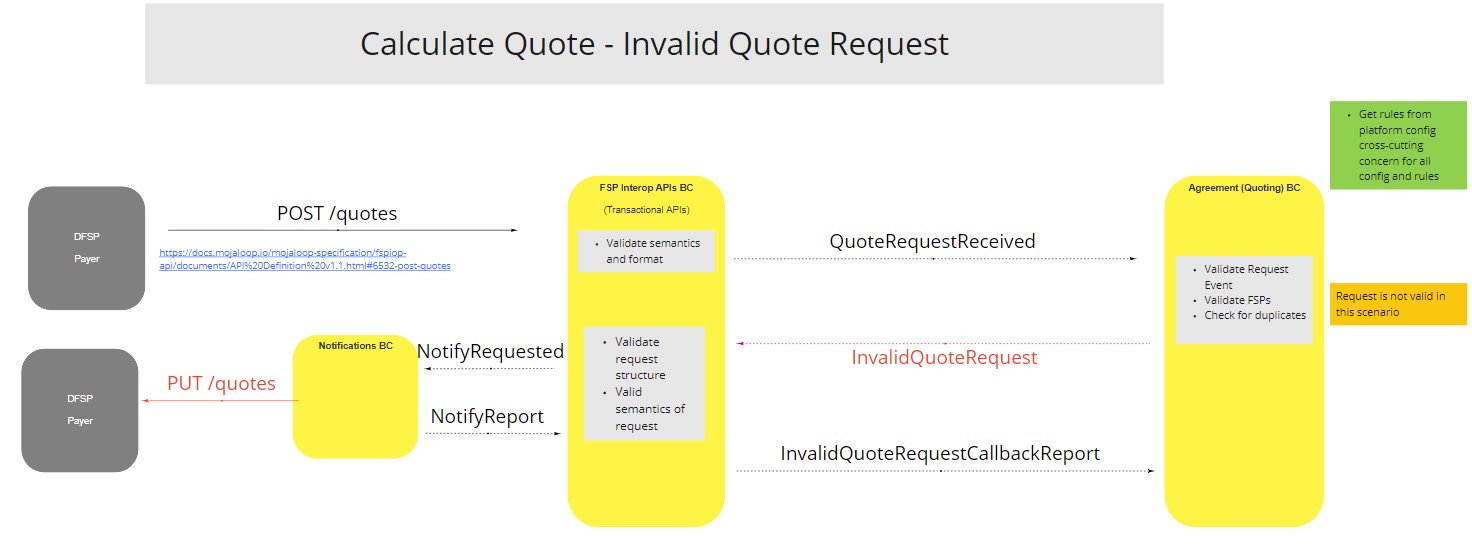 Calculate Quote - Invalid Quote Request
• Get rules from
platform config
cross-cutting
concern for all
config and rules
DFSP
Payer
POST /quotes
https://docs.mojaloop.io/mojaloop-specification/fspiop-
api/documents/API%20Definition%20v1.1.html#6532-post-quotes
FSP Interop APIs BC
(Transactional APIs)
• Validate semantics
and format
QuoteRequestReceived
Agreement (Quoting) BC
• Validate Request
Event
• Validate FSPs
• Check for duplicates
Request is not valid in
this scenario
DFSP
Payer
PUT /quotes
Notifications BC
NotifyRequested
NotifyReport
• Validate
request
structure
• Valid
semantics of
request
InvalidQuoteRequest
InvalidQuoteRequestCallbackReport